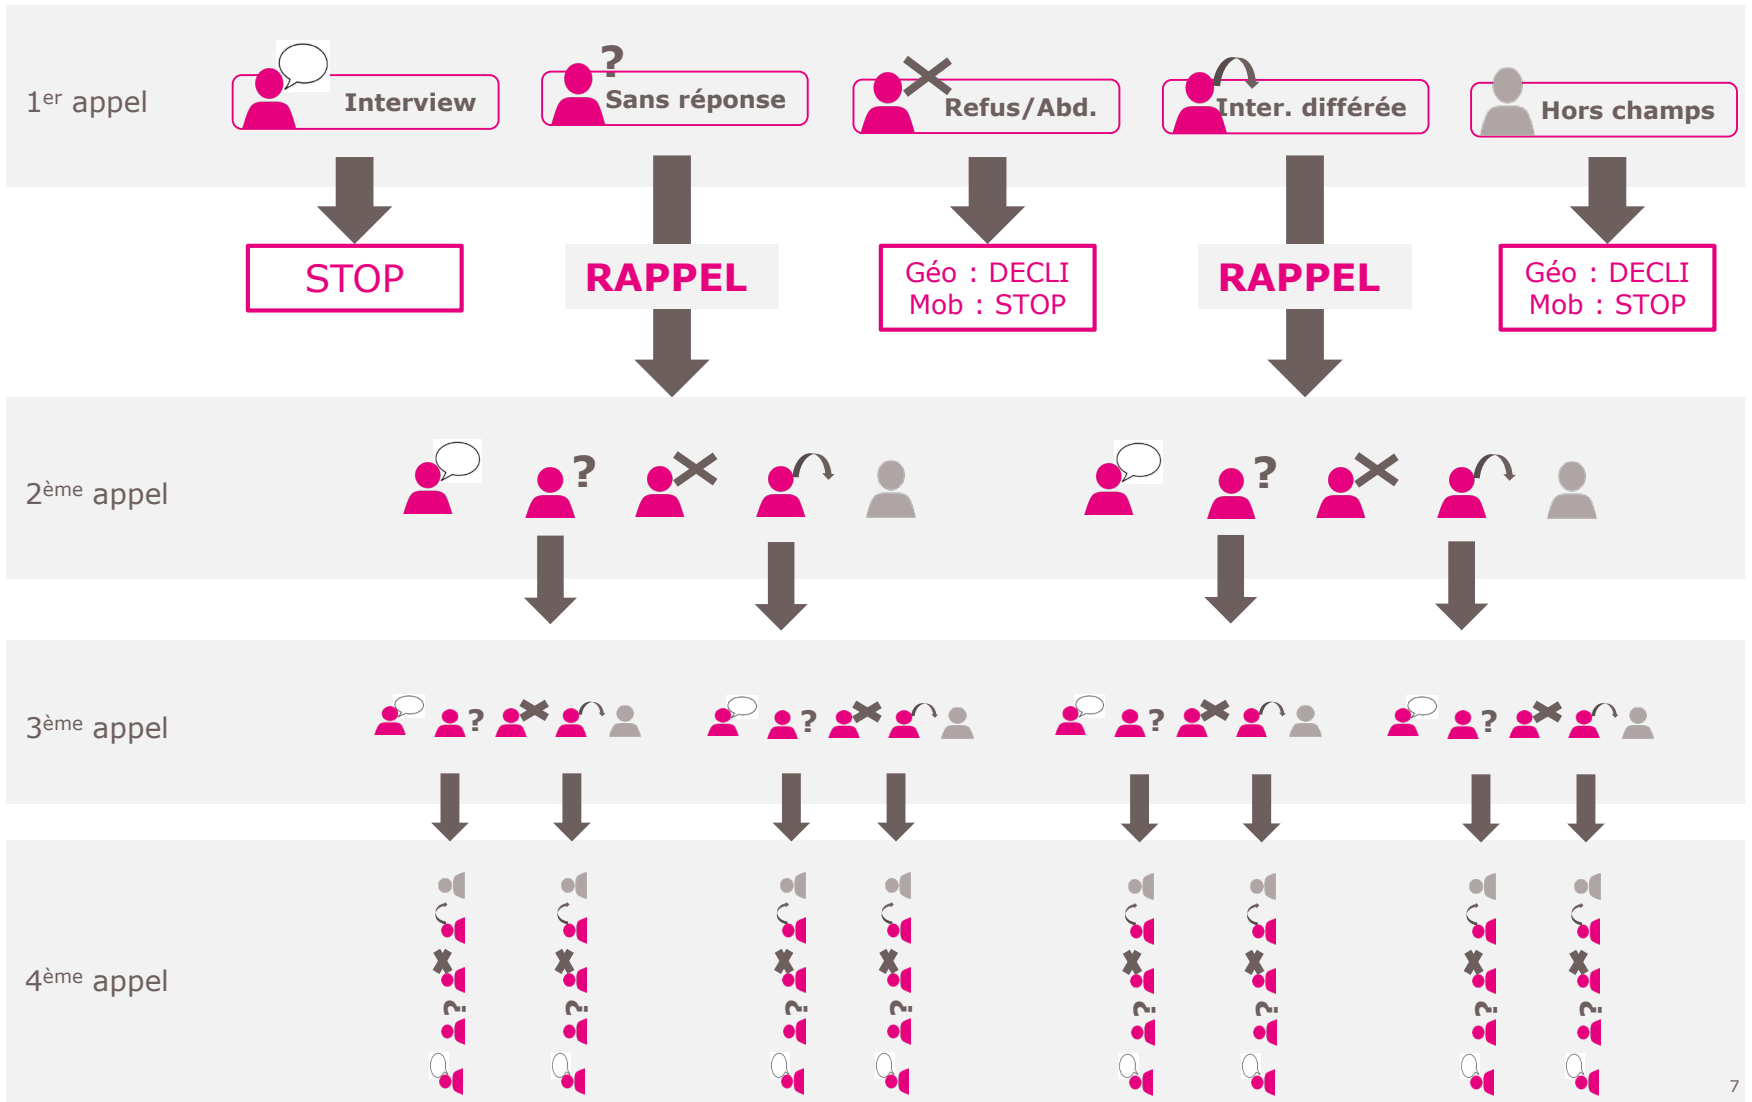 1er appel
Interview
?
Sans réponse
Refus/Abd.
Inter. différée
Hors champs
STOP
RAPPEL
Géo : DECLI
Mob : STOP
RAPPEL
Géo : DECLI
Mob : STOP
2ème appel
?
?
3ème appel
?
?
?
?
4ème appel
?
?
?
?
?
?
?
?
7